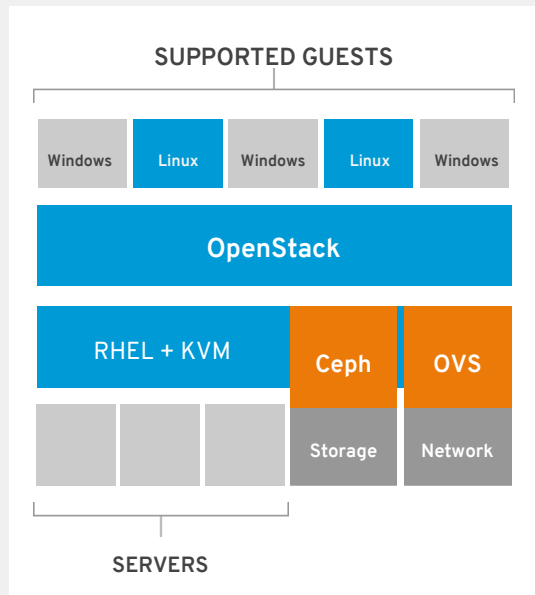 SUPPORTED GUESTS
Windows Linux Windows Linux Windows
OpenStack
RHEL + KVM
Ceph OVS
Storage Network
SERVERS